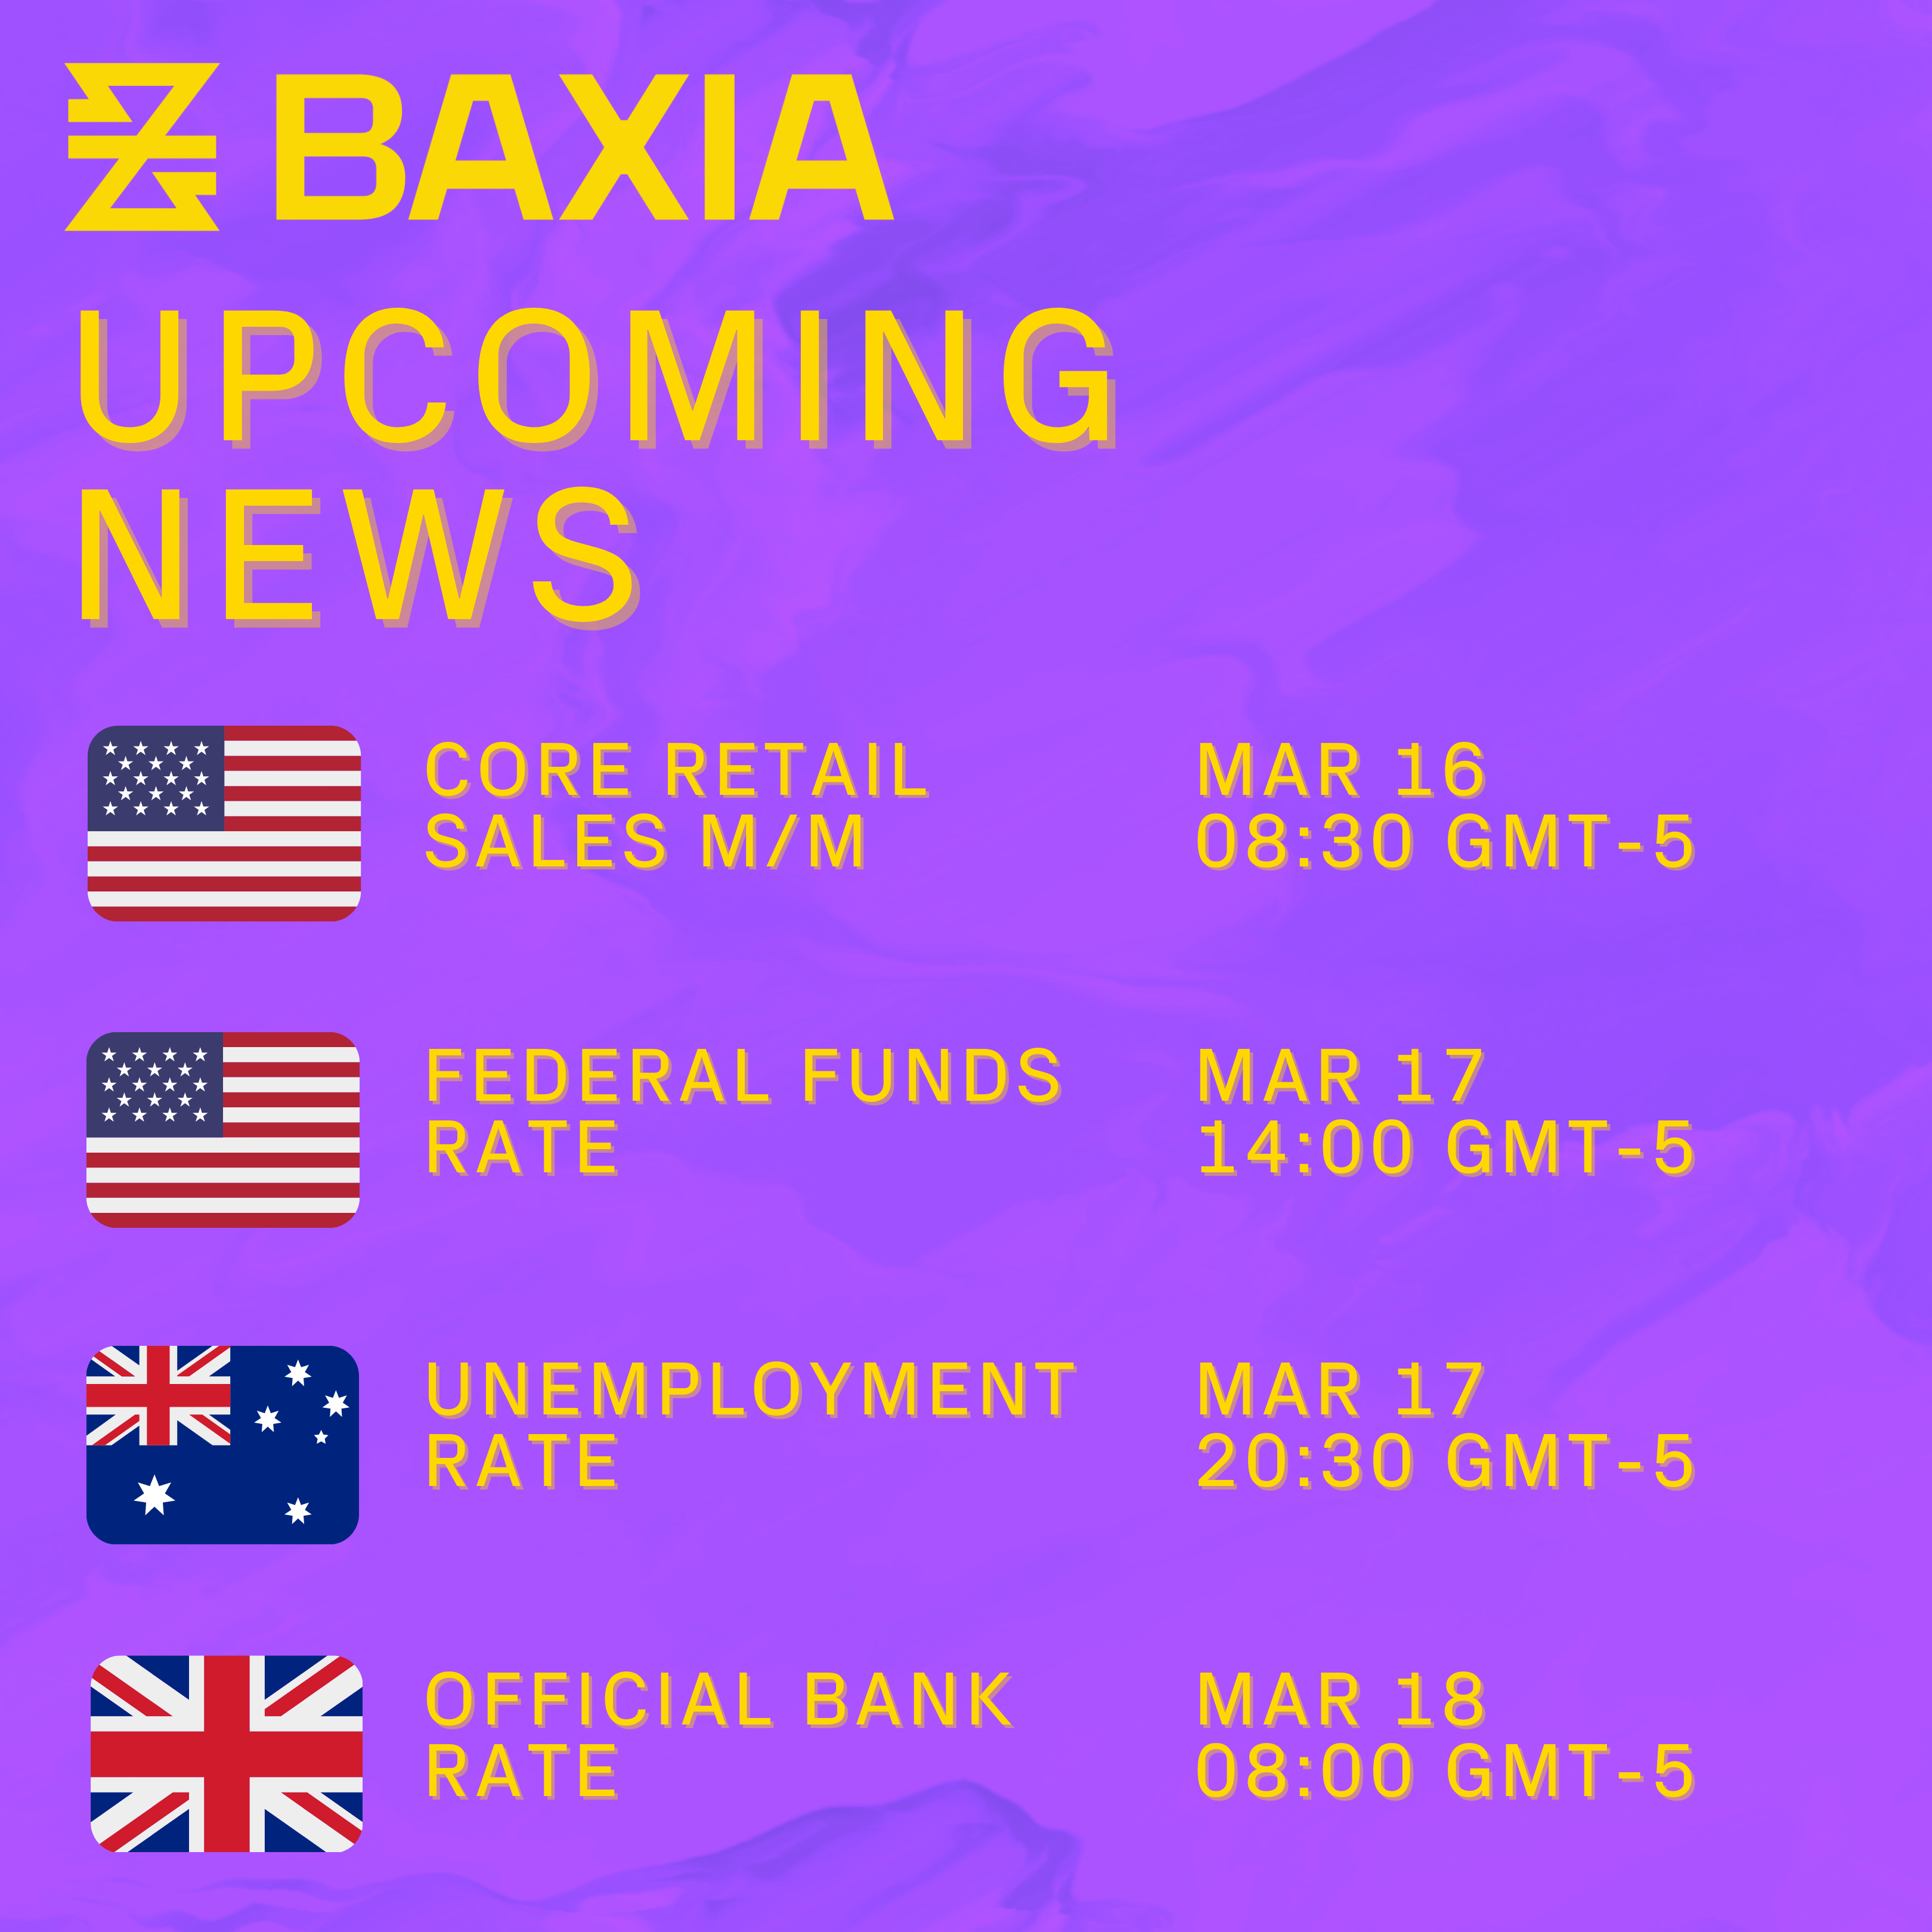 BAXIA
UPCOMING
NEWS
CORE RETAIL
SALES M/M
MAR 16
08:30 GMT-5
FEDERAL FUNDS
RATE
MAR 17
14:00 GMT-5
UNEMPLOYMENT
RATE
MAR 17
20:30 GMT-5
OFFICIAL BANK
RATE
MAR 18
08:00 GMT-5